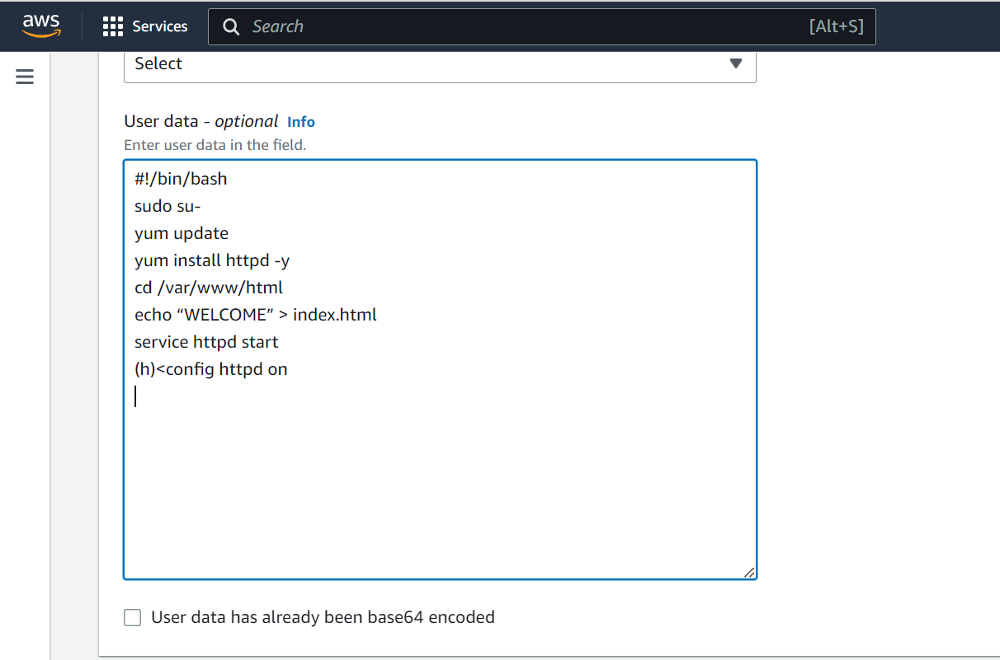 aws Services Search [Alt+S]
Select
User data - optional Info
Enter user data in the field.
#!/bin/bash
sudo su-
yum update
yum install httpd -y
cd /var/www/html
echo “WELCOME” > index.html
service httpd start
(h)<config httpd on
User data has already been base64 encoded